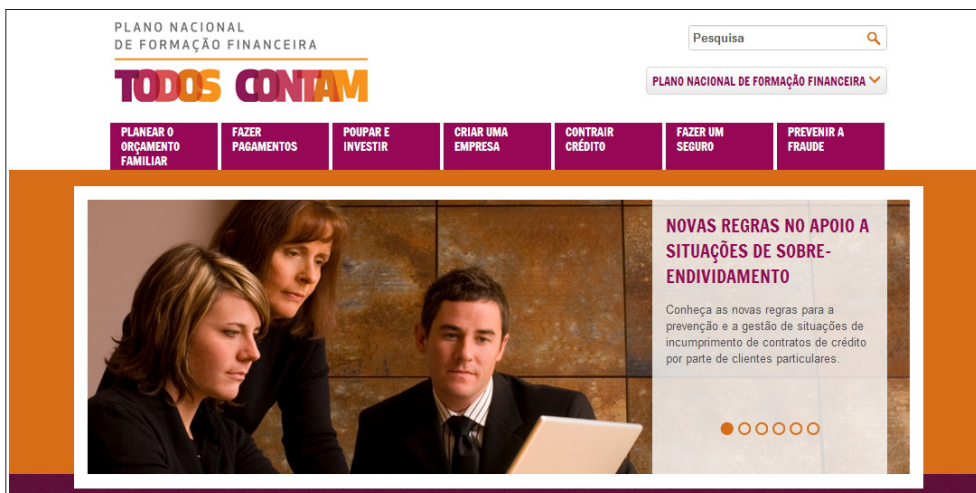 PLANO NACIONAL
DE FORMAÇÃO FINANCEIRA
TODOS CONTAM
Pesquisa
PLANO NACIONAL DE FORMAÇÃO FINANCEIRA
PLANEAR O
ORÇAMENTO
FAMILIAR
FAZER
PAGAMENTOS
POUPAR E
INVESTIR
CRIAR UMA
EMPRESA
CONTRAIR
CRÉDITO
FAZER UM
SEGURO
PREVENIR A
FRAUDE
NOVAS REGRAS NO APOIO A
SITUAÇÕES DE SOBRE-
ENDIVIDAMENTO
Conheça as novas regras para a
prevenção e a gestão de situações de
incumprimento de contratos de crédito
por parte de clientes particulares.